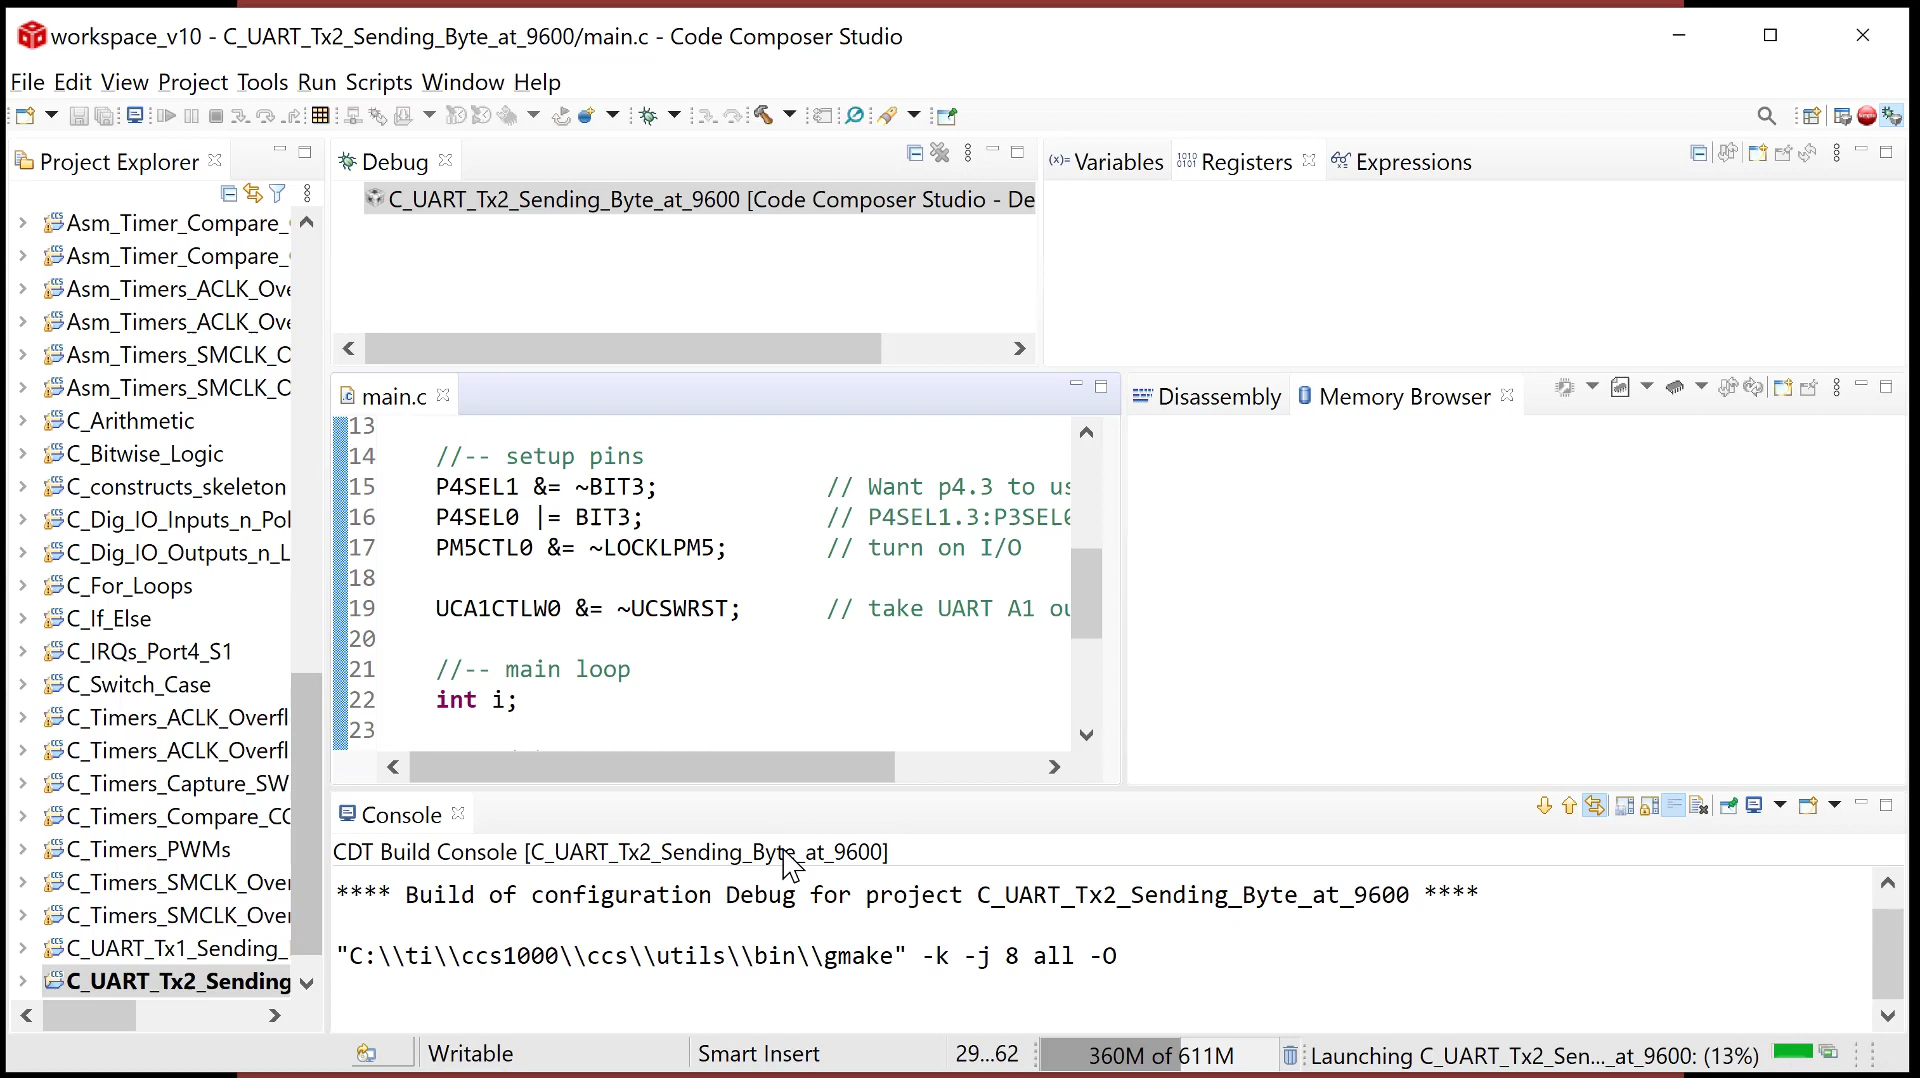 workspace_v10 - C_UART_Tx2_Sending_Byte_at_9600/main.c - Code Composer Studio
File Edit View Project Tools Run Scripts Window Help
Project Explorer
Asm_Timer_Compare_
Asm_Timer_Compare_
Asm_Timers_ACLK_Ove
Asm_Timers_ACLK_Ove
Asm_Timers_SMCLK_O
Asm_Timers_SMCLK_O
C_Arithmetic
C_Bitwise_Logic
C_constructs_skeleton
C_Dig_IO_Inputs_n_Pol
C_Dig_IO_Outputs_n_L
C_For_Loops
C_If_Else
C_IRQs_Port4_S1
C_Switch_Case
C_Timers_ACLK_Overfl
C_Timers_ACLK_Overfl
C_Timers_Capture_SW
C_Timers_Compare_CC
C_Timers_PWMs
C_Timers_SMCLK_Over
C_Timers_SMCLK_Over
C_UART_Tx1_Sending_
C_UART_Tx2_Sending
Debug
C_UART_Tx2_Sending_Byte_at_9600 [Code Composer Studio - De
Variables Registers Expressions
main.c
13
14 //-- setup pins
15 P4SEL1 &= ~BIT3; // Want p4.3 to us
16 P4SEL0 |= BIT3; // P4SEL1.3:P3SEL0
17 PM5CTL0 &= ~LOCKLPM5; // turn on I/O
18
19 UCA1CTLW0 &= ~UCSWRST; // take UART A1 ou
20
21 //-- main loop
22 int i;
23
Disassembly Memory Browser
Console
CDT Build Console [C_UART_Tx2_Sending_Byte_at_9600]
**** Build of configuration Debug for project C_UART_Tx2_Sending_Byte_at_9600 ****
"C:\\ti\\ccs1000\\ccs\\utils\\bin\\gmake" -k -j 8 all -O
Writable Smart Insert 29...62 360M of 611M Launching C_UART_Tx2_Sen..._at_9600: (13%)